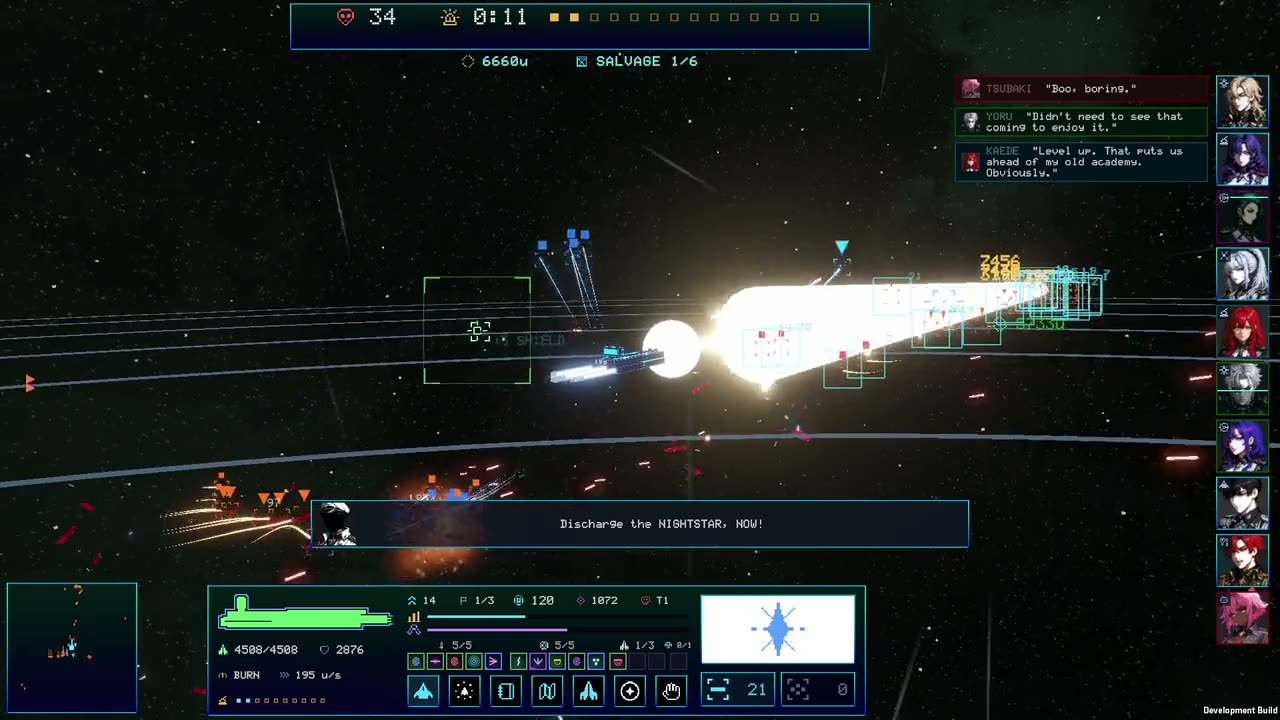 34 0:11
6660u SALVAGE 1/6
TSUBAKI "Boo, boring."
YORU "Didn't need to see that
coming to enjoy it."
KAEDE "Level up. That puts us
ahead of my old academy.
Obviously."
7456
21
SHIELD
97
Discharge the NIGHTSTAR, NOW!
14 1/3 120 1072 T1
5/5 5/5 1/3 0/1
4508/4508 2876
BURN 195 u/s
21 0
Development Build